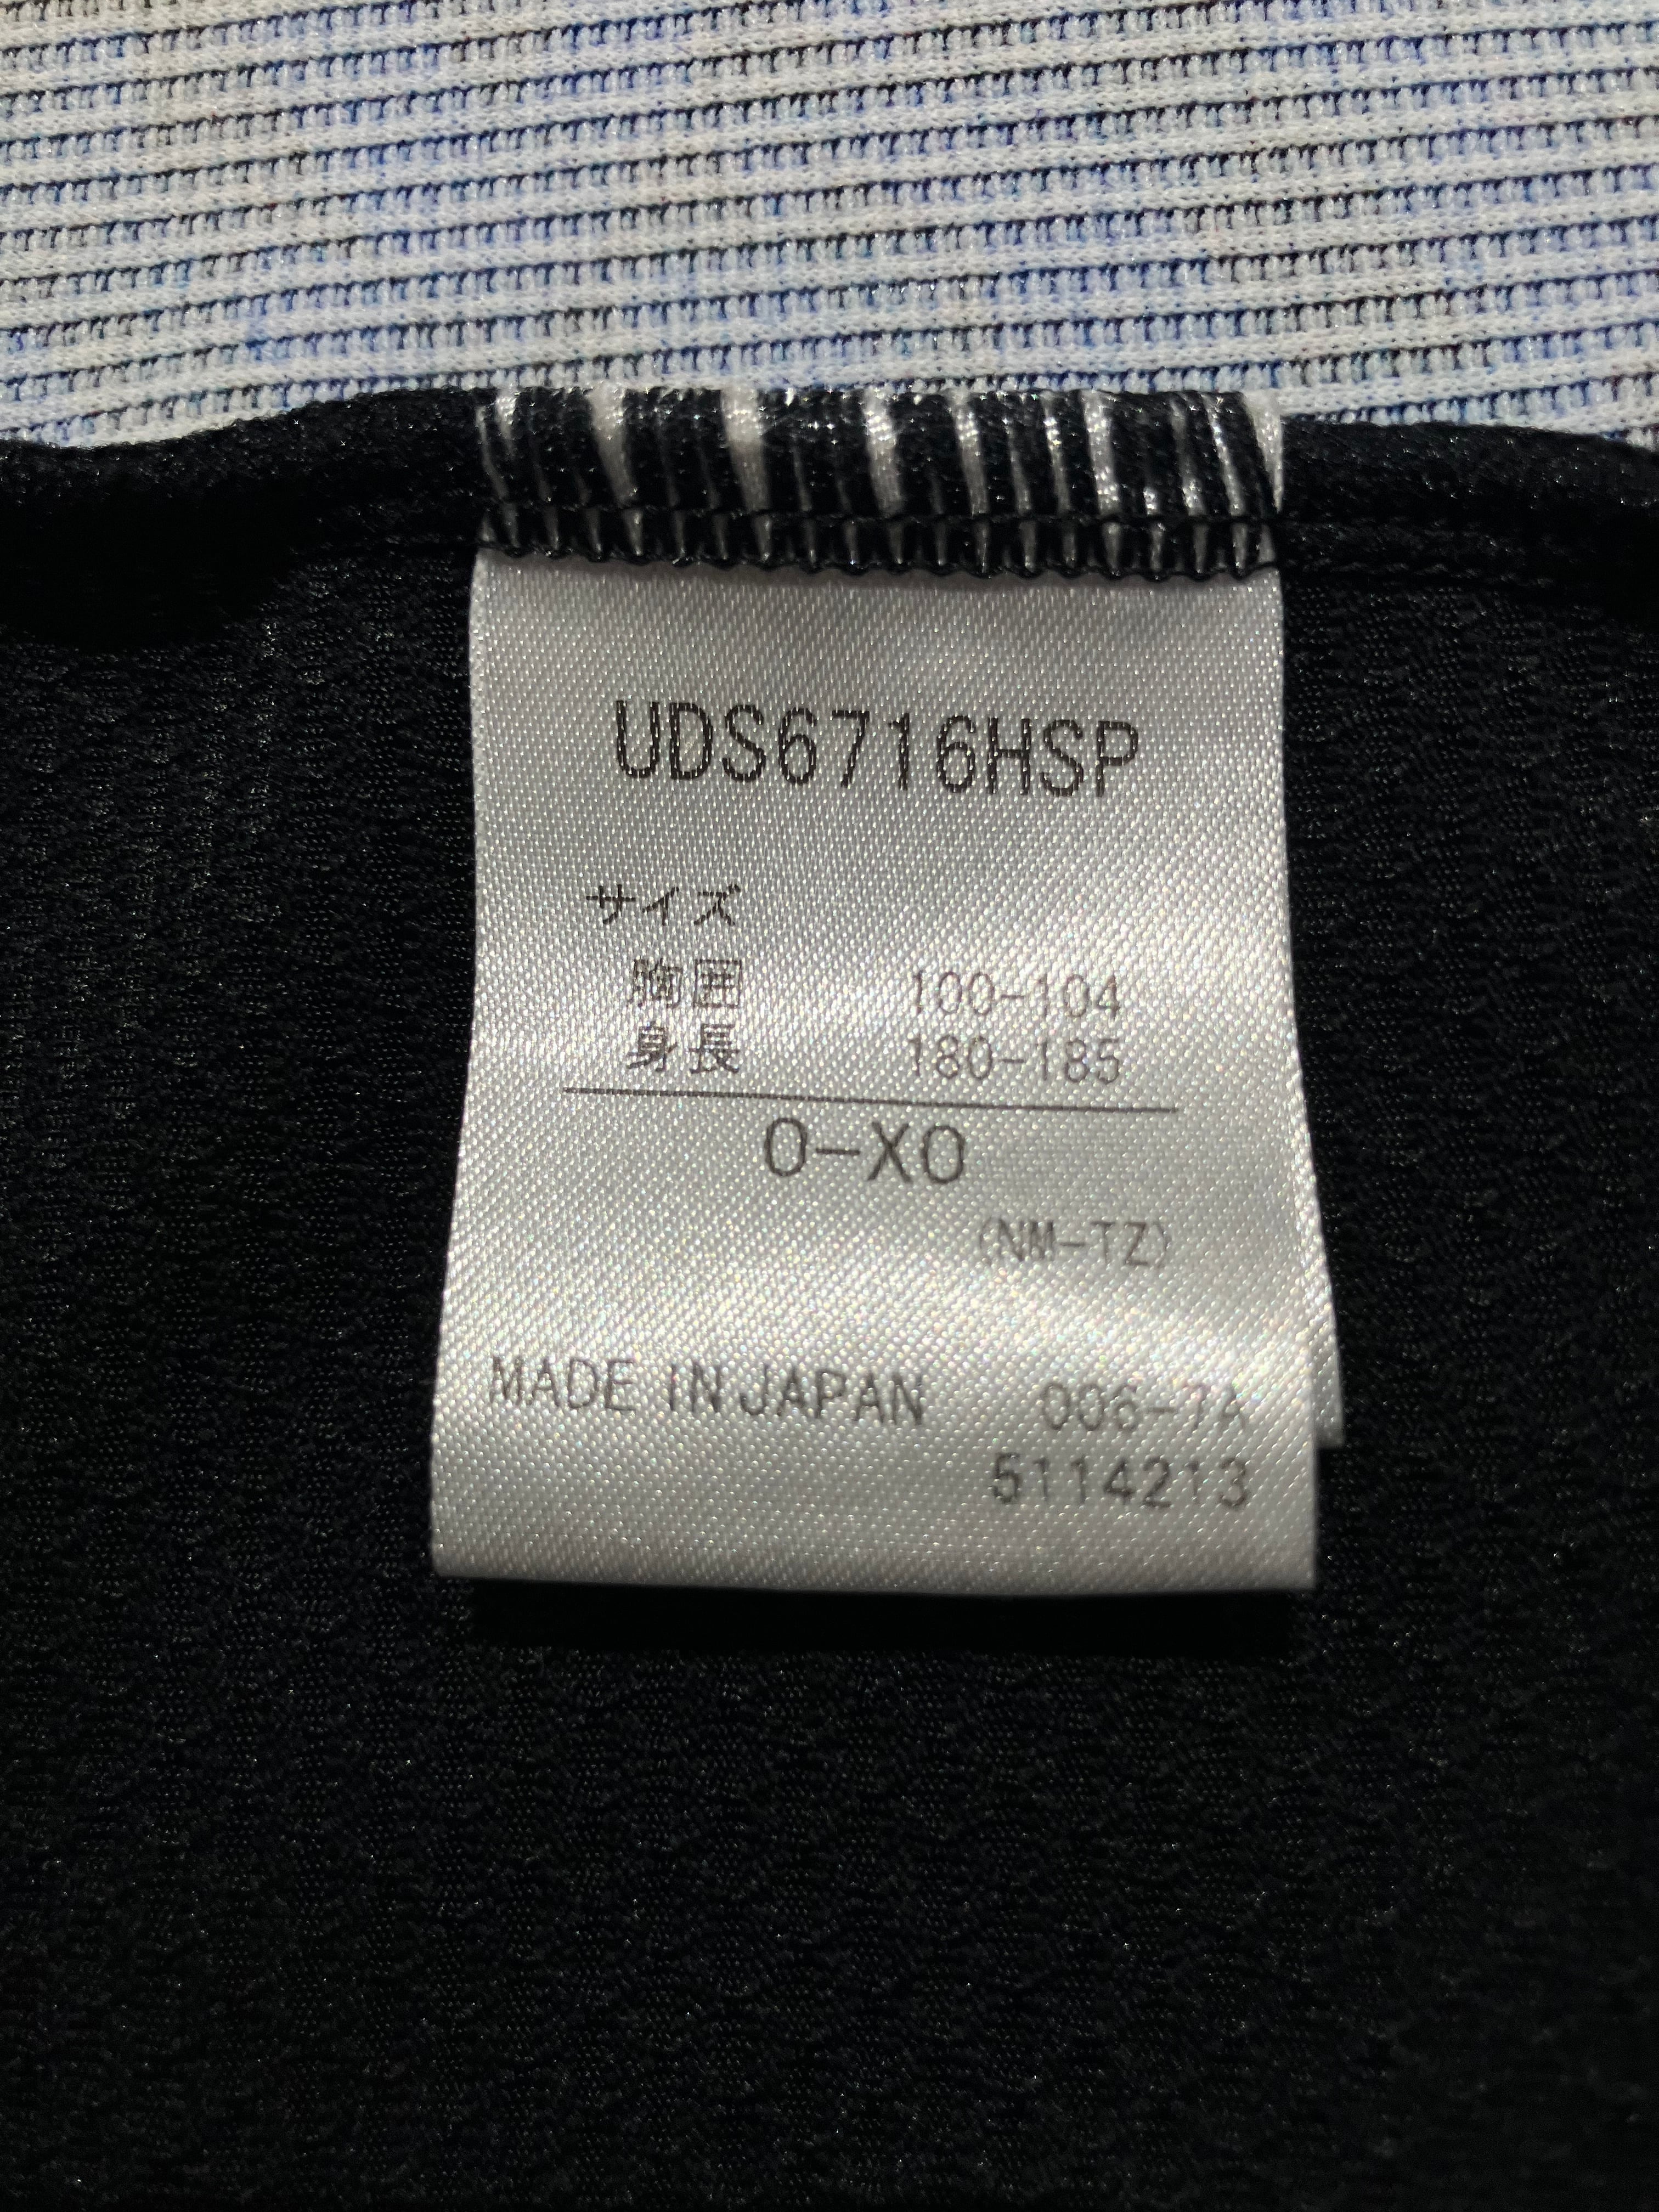 UDS6716HSP
サイズ
胸囲 100-104
身長 180-185
O-XO
(NM-TZ)
MADE IN JAPAN 006-7A
5114213